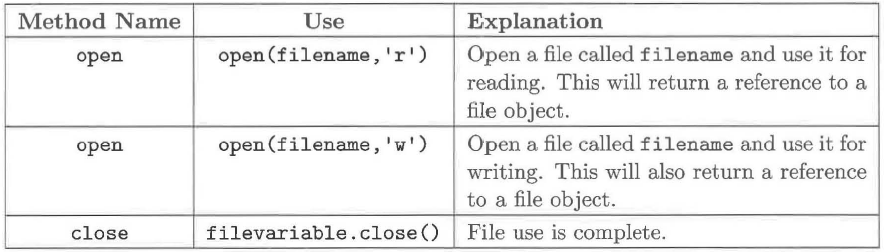 Method Name Use Explanation
open open(filename,'r') Open a file called filename and use it for
reading. This will return a reference to a
file object.
open open(filename,'w') Open a file called filename and use it for
writing. This will also return a reference
to a file object.
close filevariable.close() File use is complete.